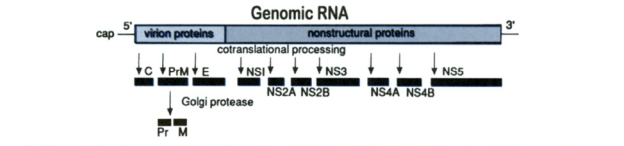 Genomic RNA
cap 5' virion proteins nonstructural proteins 3'
cotranslational processing
C PrM E NSI NS3 NS5
NS2A NS2B NS4A NS4B
Golgi protease
Pr M